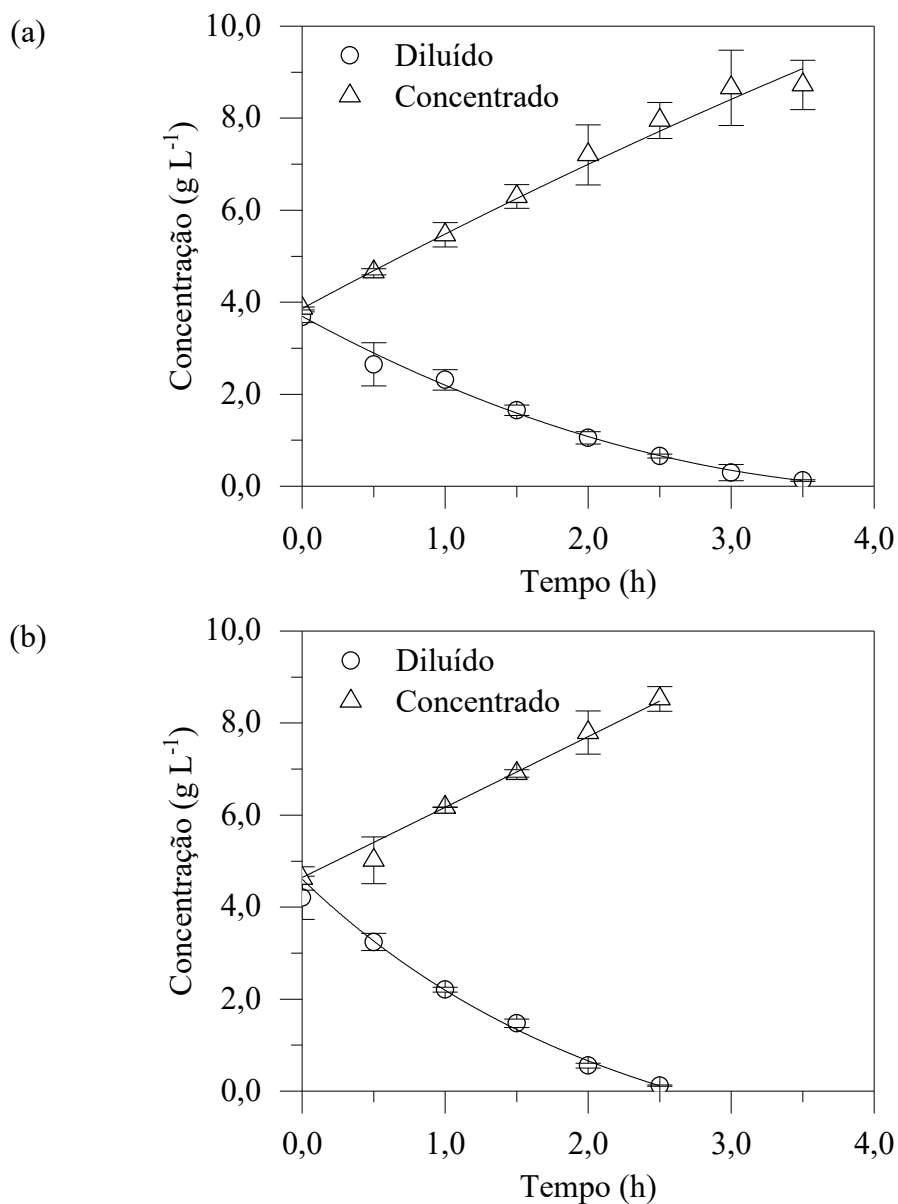 (a)
10,0
8,0
6,0
4,0
2,0
0,0
Concentração (g L⁻¹)
Diluído
Concentrado
0,0 1,0 2,0 3,0 4,0
Tempo (h)
(b)
10,0
8,0
6,0
4,0
2,0
0,0
Concentração (g L⁻¹)
Diluído
Concentrado
0,0 1,0 2,0 3,0 4,0
Tempo (h)